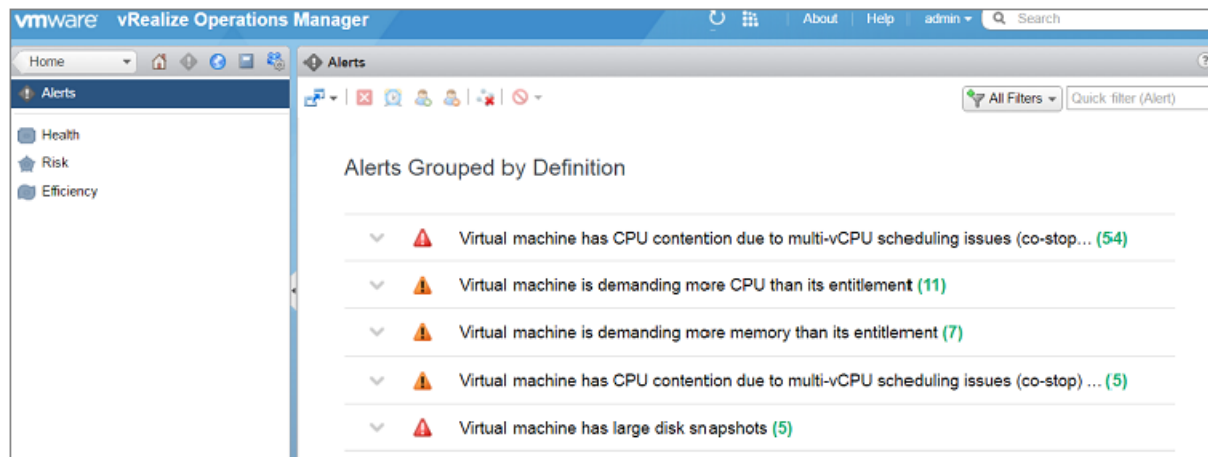 vmware vRealize Operations Manager
About Help admin Search
Home
Alerts
Health
Risk
Efficiency
Alerts
All Filters Quick filter (Alert)
Alerts Grouped by Definition
Virtual machine has CPU contention due to multi-vCPU scheduling issues (co-stop... (54)
Virtual machine is demanding more CPU than its entitlement (11)
Virtual machine is demanding more memory than its entitlement (7)
Virtual machine has CPU contention due to multi-vCPU scheduling issues (co-stop) ... (5)
Virtual machine has large disk snapshots (5)